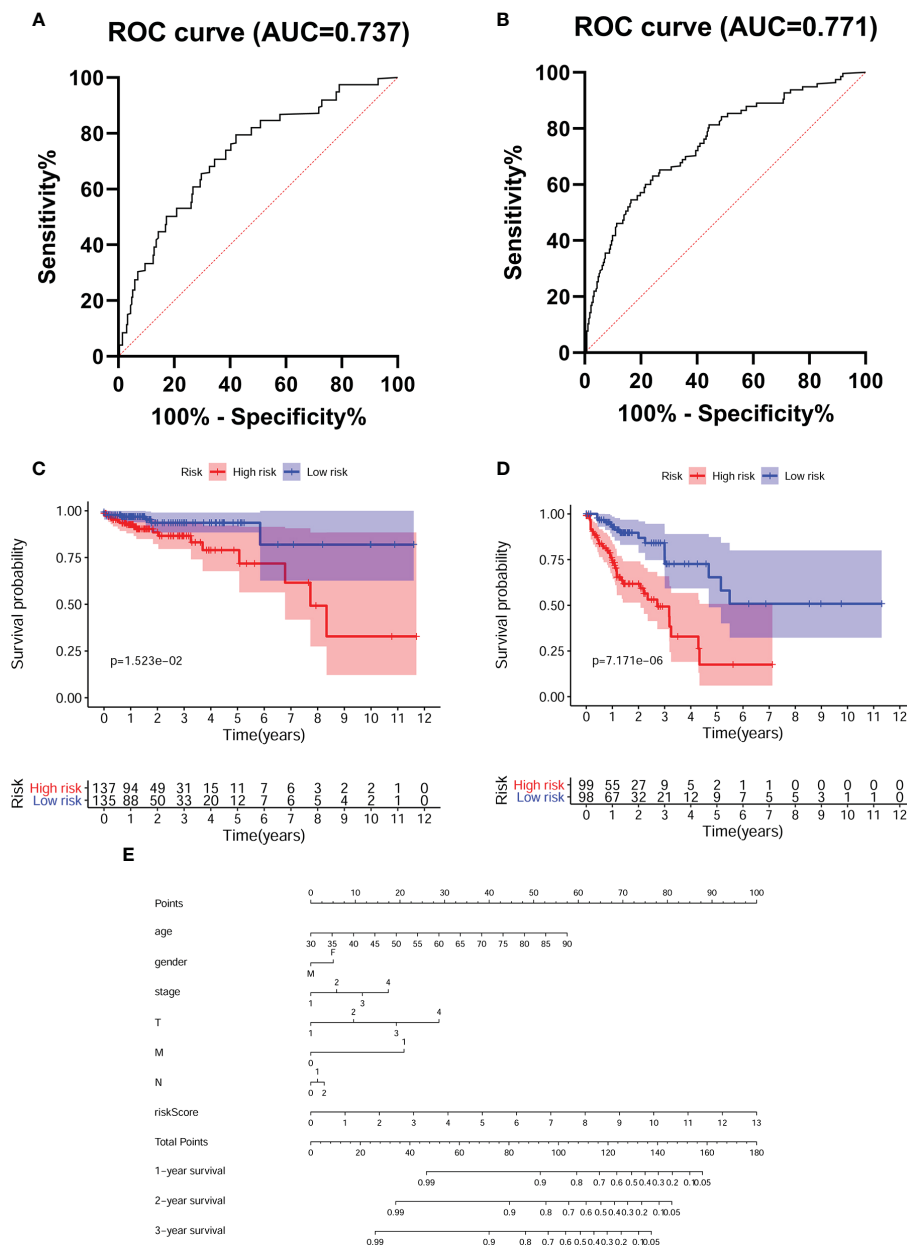 A
ROC curve (AUC=0.737)
Sensitivity%
100
80
60
40
20
0
0 20 40 60 80 100
100% - Specificity%
B
ROC curve (AUC=0.771)
Sensitivity%
100
80
60
40
20
0
0 20 40 60 80 100
100% - Specificity%
C
Risk High risk Low risk
Survival probability
1.00
0.75
0.50
0.25
0.00
p=1.523e−02
0 1 2 3 4 5 6 7 8 9 10 11 12
Time(years)
Risk
High risk 137 94 49 31 15 11 7 6 3 2 2 1 0
Low risk 135 88 50 33 20 12 7 6 5 4 2 1 0
0 1 2 3 4 5 6 7 8 9 10 11 12
Time(years)
D
Risk High risk Low risk
Survival probability
1.00
0.75
0.50
0.25
0.00
p=7.171e−06
0 1 2 3 4 5 6 7 8 9 10 11 12
Time(years)
Risk
High risk 99 55 27 9 5 2 1 1 0 0 0 0 0
Low risk 98 67 32 21 12 9 7 5 5 3 1 1 0
0 1 2 3 4 5 6 7 8 9 10 11 12
Time(years)
E
Points 0 10 20 30 40 50 60 70 80 90 100
age 30 35 40 45 50 55 60 65 70 75 80 85 90
gender M F
stage 1 2 3 4
T 1 2 3 4
M 0 1
N 0 1 2
riskScore 0 1 2 3 4 5 6 7 8 9 10 11 12 13
Total Points 0 20 40 60 80 100 120 140 160 180
1−year survival 0.99 0.9 0.8 0.7 0.6 0.5 0.4 0.3 0.2 0.1 0.05
2−year survival 0.99 0.9 0.8 0.7 0.6 0.5 0.4 0.3 0.2 0.1 0.05
3−year survival 0.99 0.9 0.8 0.7 0.6 0.5 0.4 0.3 0.2 0.1 0.05